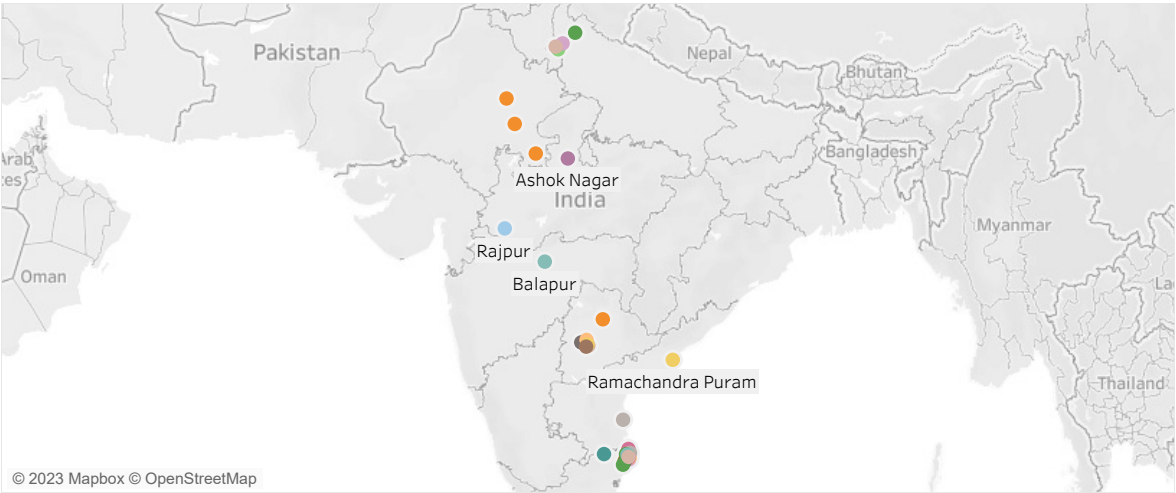 Pakistan
Nepal
Bhutan
Arab
tes
Bangladesh
Ashok Nagar
India
Myanmar
Rajpur
Oman
Balapur
La
Ramachandra Puram
Thailand
© 2023 Mapbox © OpenStreetMap